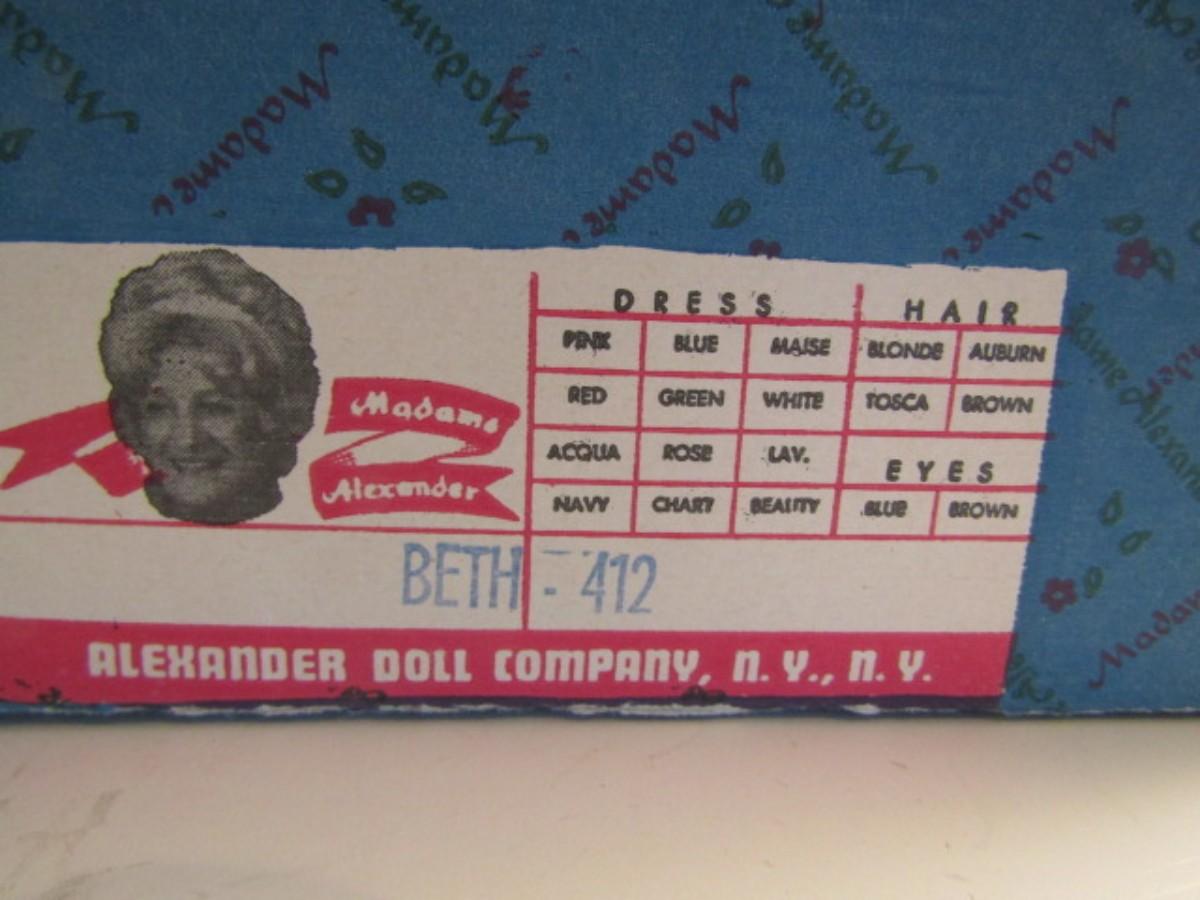 Madame
Madame
Madame
Madame
Madame
Madame
DRESS HAIR
PINK BLUE MAISE BLONDE AUBURN
RED GREEN WHITE TOSCA BROWN
ACQUA ROSE LAV. EYES
NAVY CHART BEAUTY BLUE BROWN
Madame
Alexander
BETH - 412
ALEXANDER DOLL COMPANY, N.Y., N.Y.